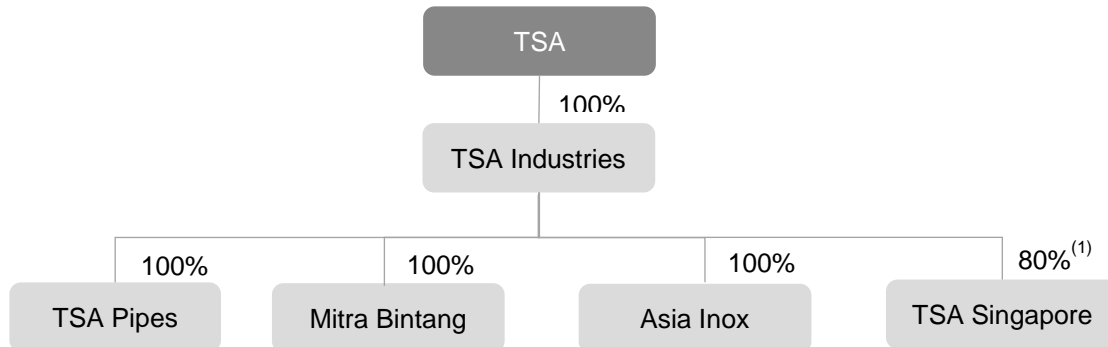 TSA
100%
TSA Industries
100%
100%
100%
80%(1)
TSA Pipes
Mitra Bintang
Asia Inox
TSA Singapore